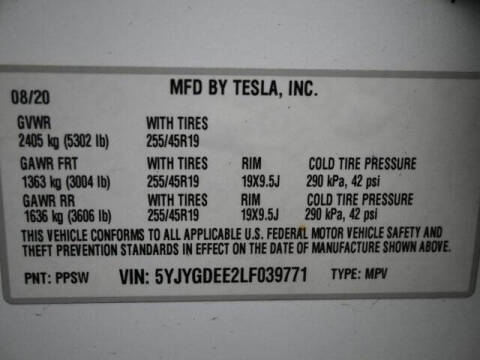 MFD BY TESLA, INC.
08/20
GVWR WITH TIRES
2405 kg (5302 lb) 255/45R19
GAWR FRT WITH TIRES RIM COLD TIRE PRESSURE
1363 kg (3004 lb) 255/45R19 19X9.5J 290 kPa, 42 psi
GAWR RR WITH TIRES RIM COLD TIRE PRESSURE
1636 kg (3606 lb) 255/45R19 19X9.5J 290 kPa, 42 psi
THIS VEHICLE CONFORMS TO ALL APPLICABLE U.S. FEDERAL MOTOR VEHICLE SAFETY AND
THEFT PREVENTION STANDARDS IN EFFECT ON THE DATE OF MANUFACTURE SHOWN ABOVE.
PNT: PPSW VIN: 5YJYGDEE2LF039771 TYPE: MPV